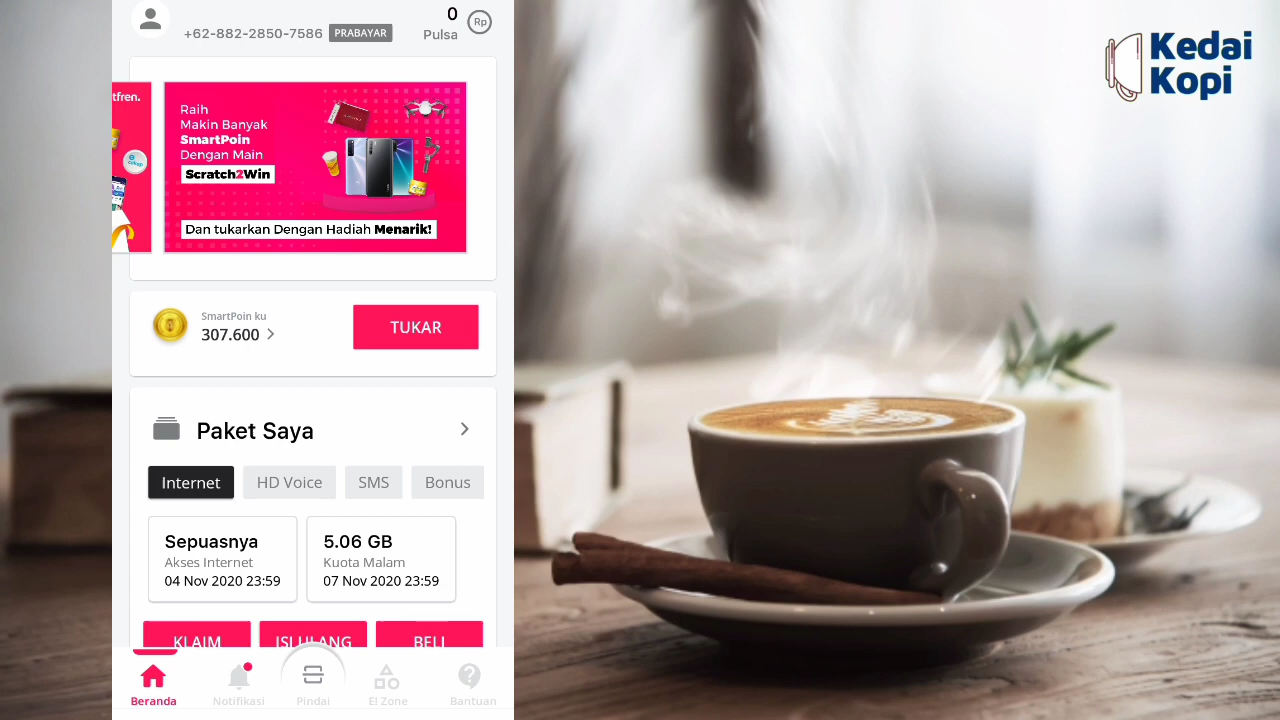 +62-882-2850-7586 PRABAYAR
0
Pulsa
Rp
tfren.
Raih
Makin Banyak
SmartPoin
Dengan Main
Scratch2Win
Dan tukarkan Dengan Hadiah Menarik!
SmartPoin ku
307.600
TUKAR
Paket Saya
Internet HD Voice SMS Bonus
Sepuasnya
Akses Internet
04 Nov 2020 23:59
5.06 GB
Kuota Malam
07 Nov 2020 23:59
KLAIM ISI ULANG BELI
Beranda Notifikasi Pindai E! Zone Bantuan
Kedai
Kopi